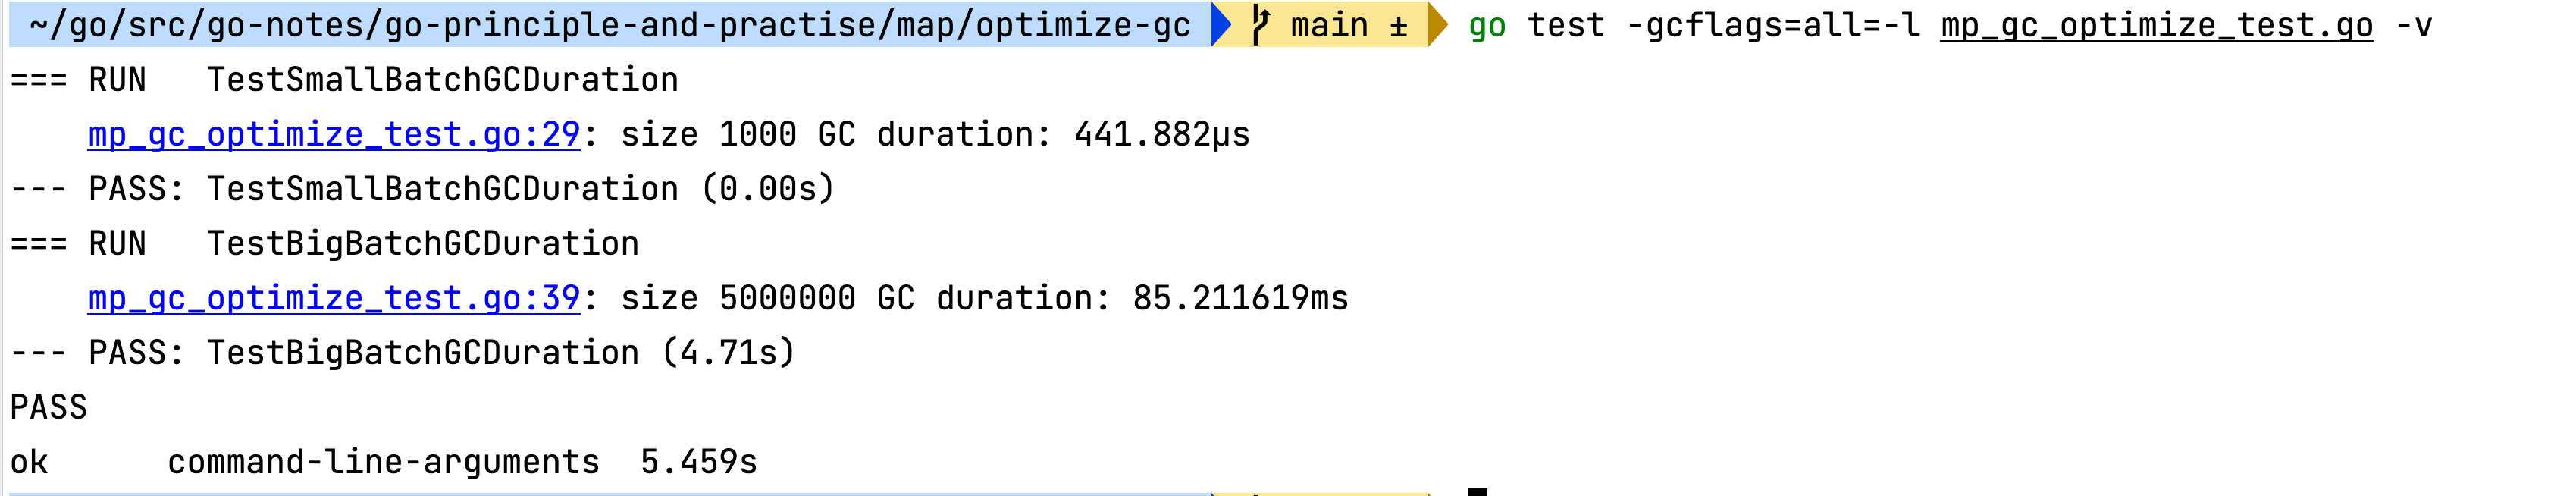 ~/go/src/go-notes/go-principle-and-practise/map/optimize-gc main ± go test -gcflags=all=-l mp_gc_optimize_test.go -v
=== RUN   TestSmallBatchGCDuration
    mp_gc_optimize_test.go:29: size 1000 GC duration: 441.882µs
--- PASS: TestSmallBatchGCDuration (0.00s)
=== RUN   TestBigBatchGCDuration
    mp_gc_optimize_test.go:39: size 5000000 GC duration: 85.211619ms
--- PASS: TestBigBatchGCDuration (4.71s)
PASS
ok      command-line-arguments  5.459s